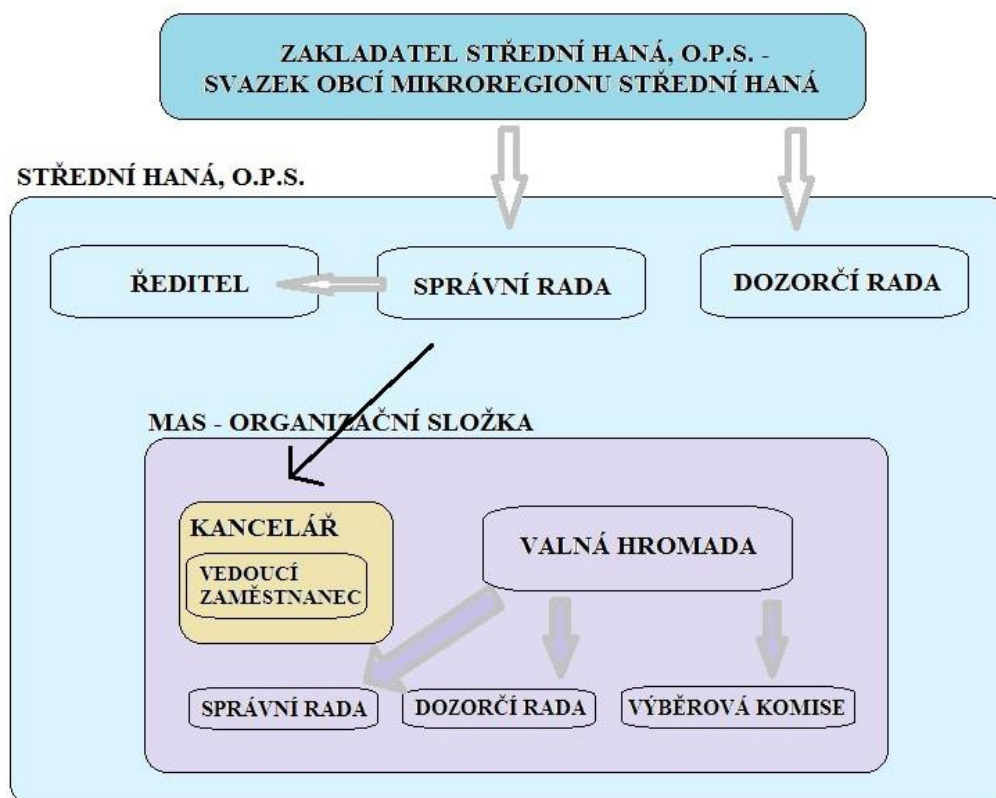 ZAKLADATEL STŘEDNÍ HANÁ, O.P.S. -
SVAZEK OBCÍ MIKROREGIONU STŘEDNÍ HANÁ
STŘEDNÍ HANÁ, O.P.S.
ŘEDITEL
SPRÁVNÍ RADA
DOZORČÍ RADA
MAS - ORGANIZAČNÍ SLOŽKA
KANCELÁŘ
VEDOUCÍ
ZAMĚSTNANEC
VALNÁ HROMADA
SPRÁVNÍ RADA
DOZORČÍ RADA
VÝBĚROVÁ KOMISE